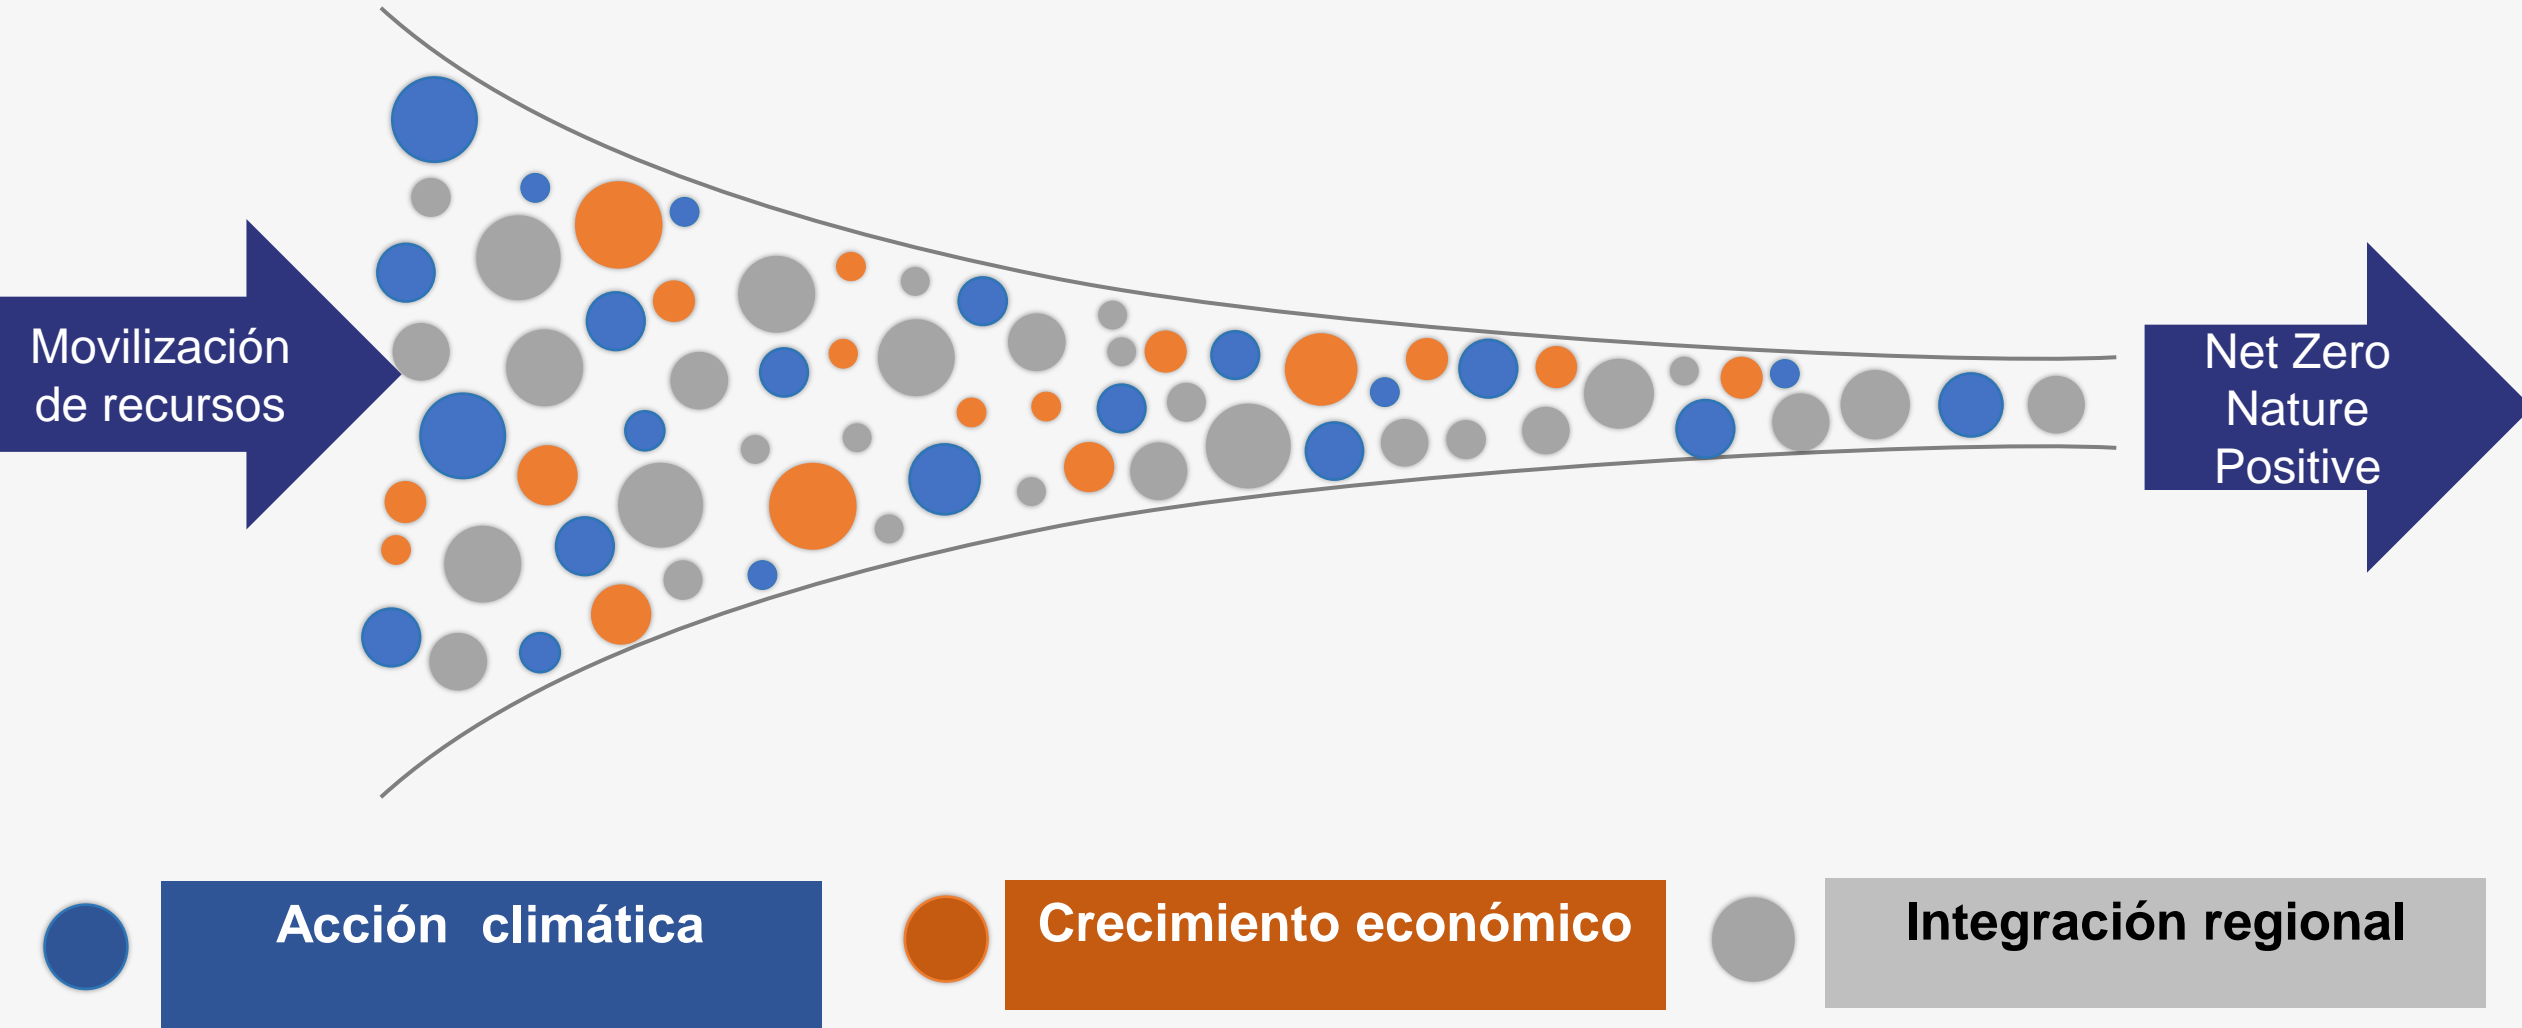 Movilización
de recursos
Net Zero
Nature
Positive
Acción climática
Crecimiento económico
Integración regional